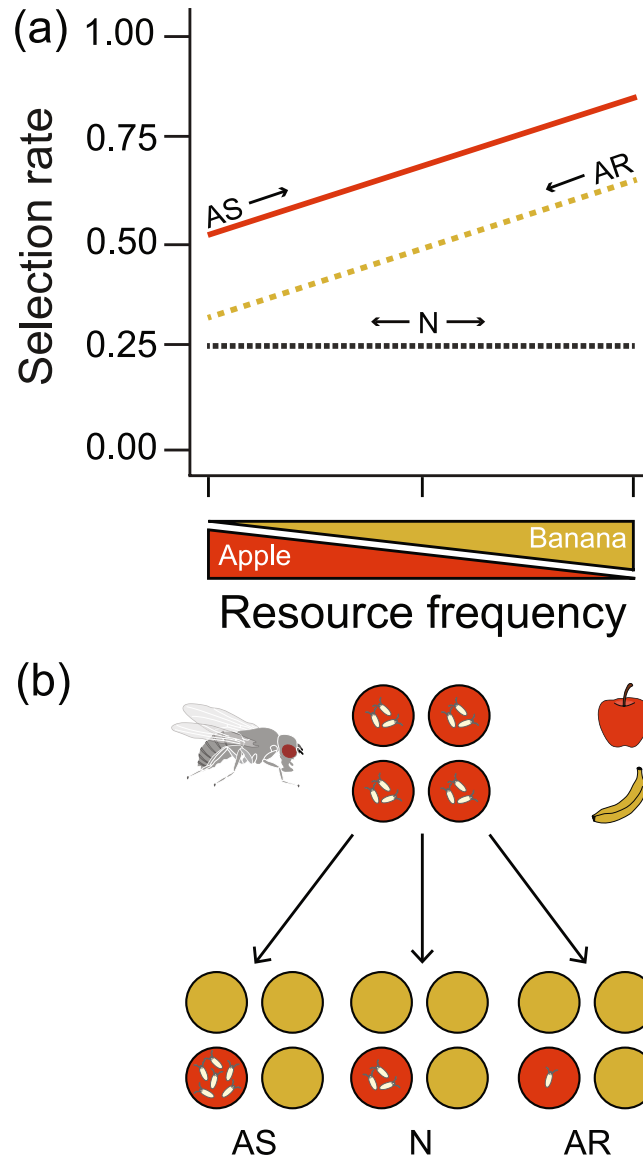 (a)
1.00
0.75
0.50
0.25
0.00
Selection rate
AS →
← AR
← N →
Apple
Banana
Resource frequency
(b)
AS
N
AR